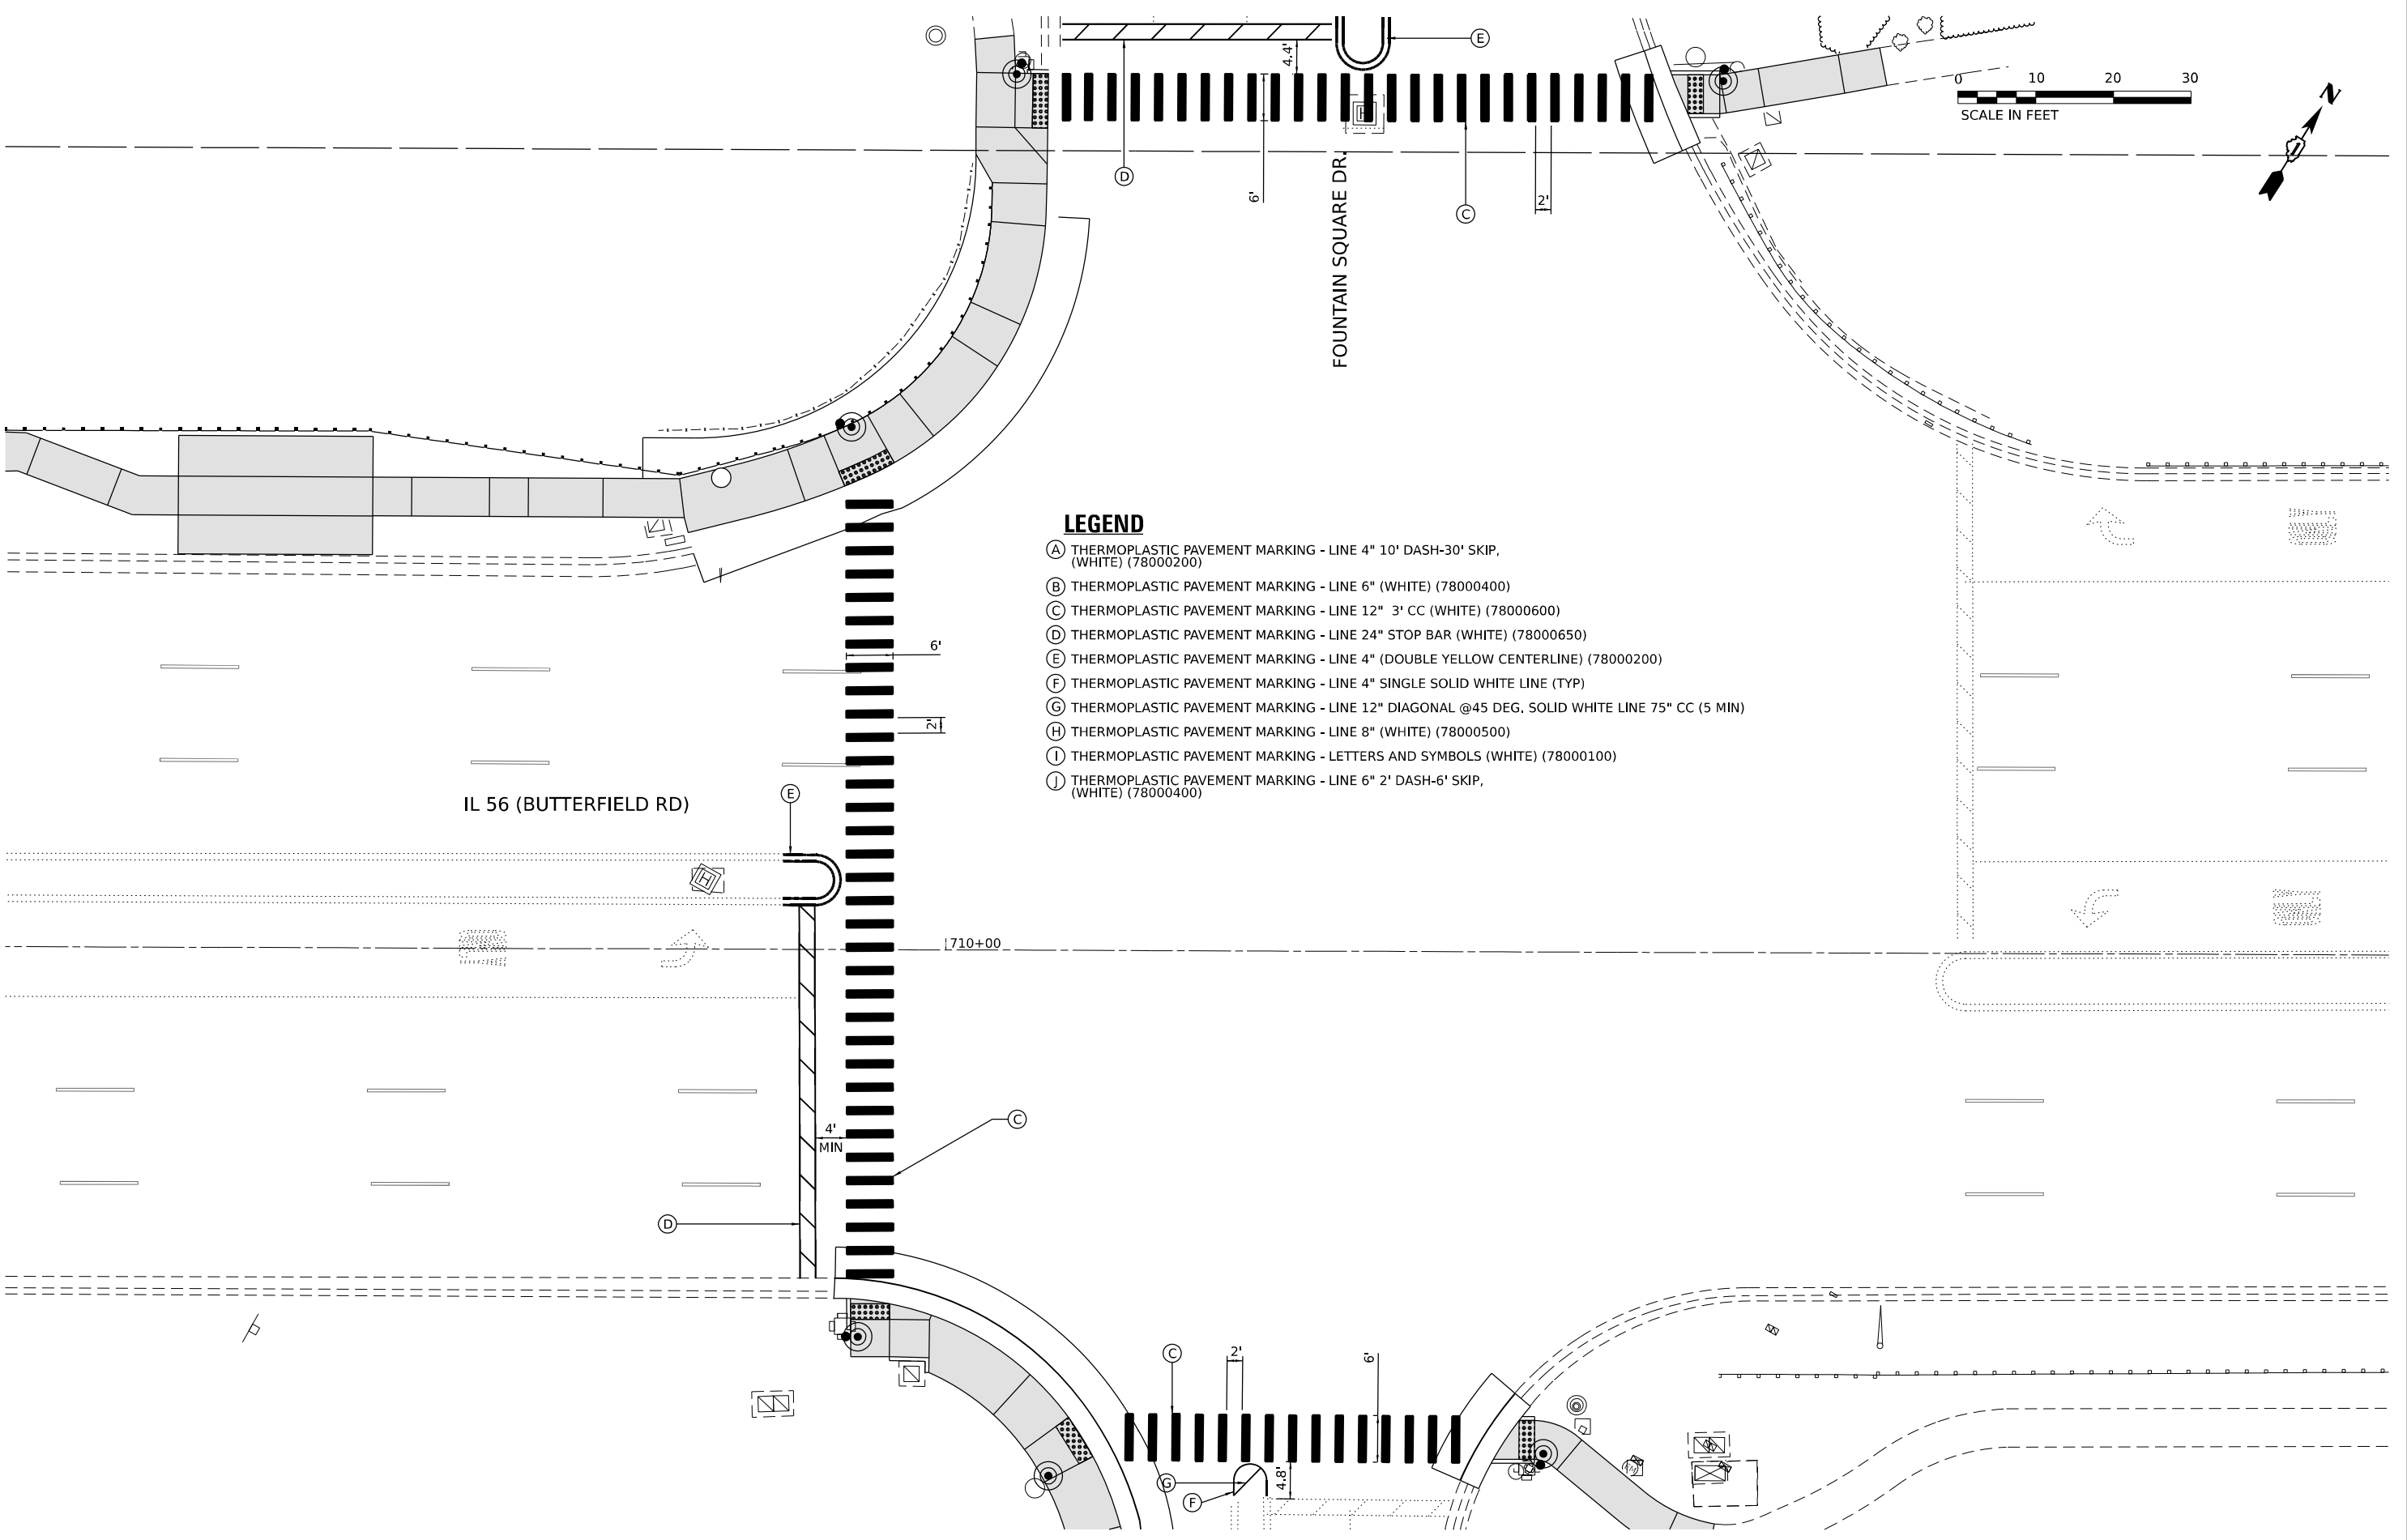 E
4.4'
N
0 10 20 30
SCALE IN FEET
H
D
6'
FOUNTAIN SQUARE DR.
2'
C
LEGEND
A THERMOPLASTIC PAVEMENT MARKING - LINE 4" 10' DASH-30' SKIP,
(WHITE) (78000200)
B THERMOPLASTIC PAVEMENT MARKING - LINE 6" (WHITE) (78000400)
C THERMOPLASTIC PAVEMENT MARKING - LINE 12" 3' CC (WHITE) (78000600)
D THERMOPLASTIC PAVEMENT MARKING - LINE 24" STOP BAR (WHITE) (78000650)
E THERMOPLASTIC PAVEMENT MARKING - LINE 4" (DOUBLE YELLOW CENTERLINE) (78000200)
F THERMOPLASTIC PAVEMENT MARKING - LINE 4" SINGLE SOLID WHITE LINE (TYP)
G THERMOPLASTIC PAVEMENT MARKING - LINE 12" DIAGONAL @45 DEG. SOLID WHITE LINE 75" CC (5 MIN)
H THERMOPLASTIC PAVEMENT MARKING - LINE 8" (WHITE) (78000500)
I THERMOPLASTIC PAVEMENT MARKING - LETTERS AND SYMBOLS (WHITE) (78000100)
J THERMOPLASTIC PAVEMENT MARKING - LINE 6" 2' DASH-6' SKIP,
(WHITE) (78000400)
6'
2'
IL 56 (BUTTERFIELD RD)
E
H
710+00
4'
MIN
C
D
C
2'
6'
G
F
4.8'